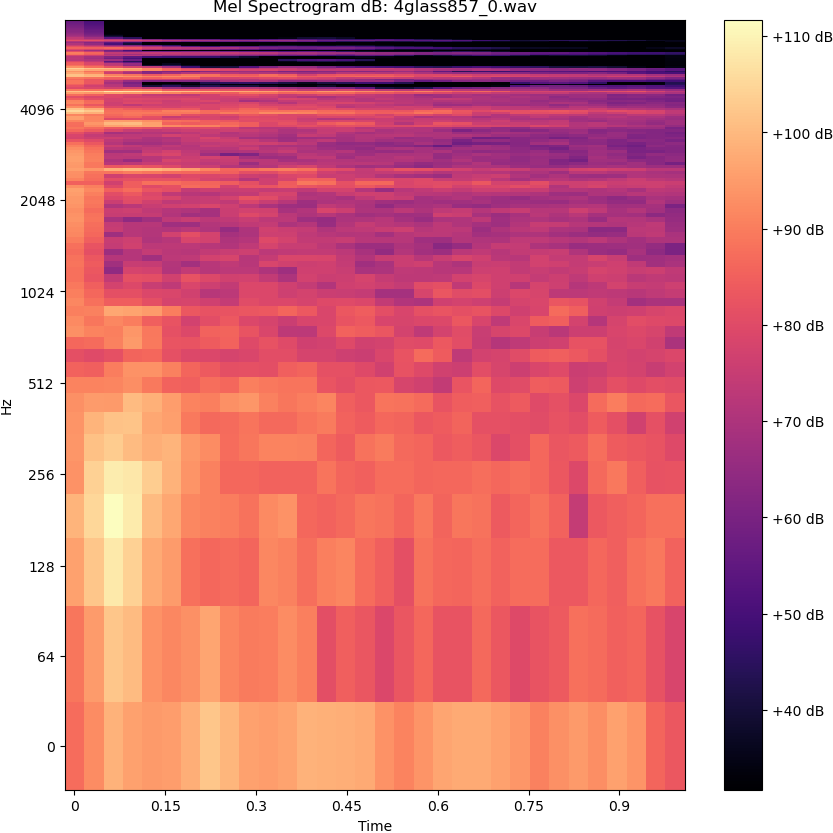 Mel Spectrogram dB: 4glass857_0.wav
+110 dB
4096
+100 dB
2048
+90 dB
1024
+80 dB
512
Hz
+70 dB
256
+60 dB
128
+50 dB
64
+40 dB
0
0 0.15 0.3 0.45 0.6 0.75 0.9
Time